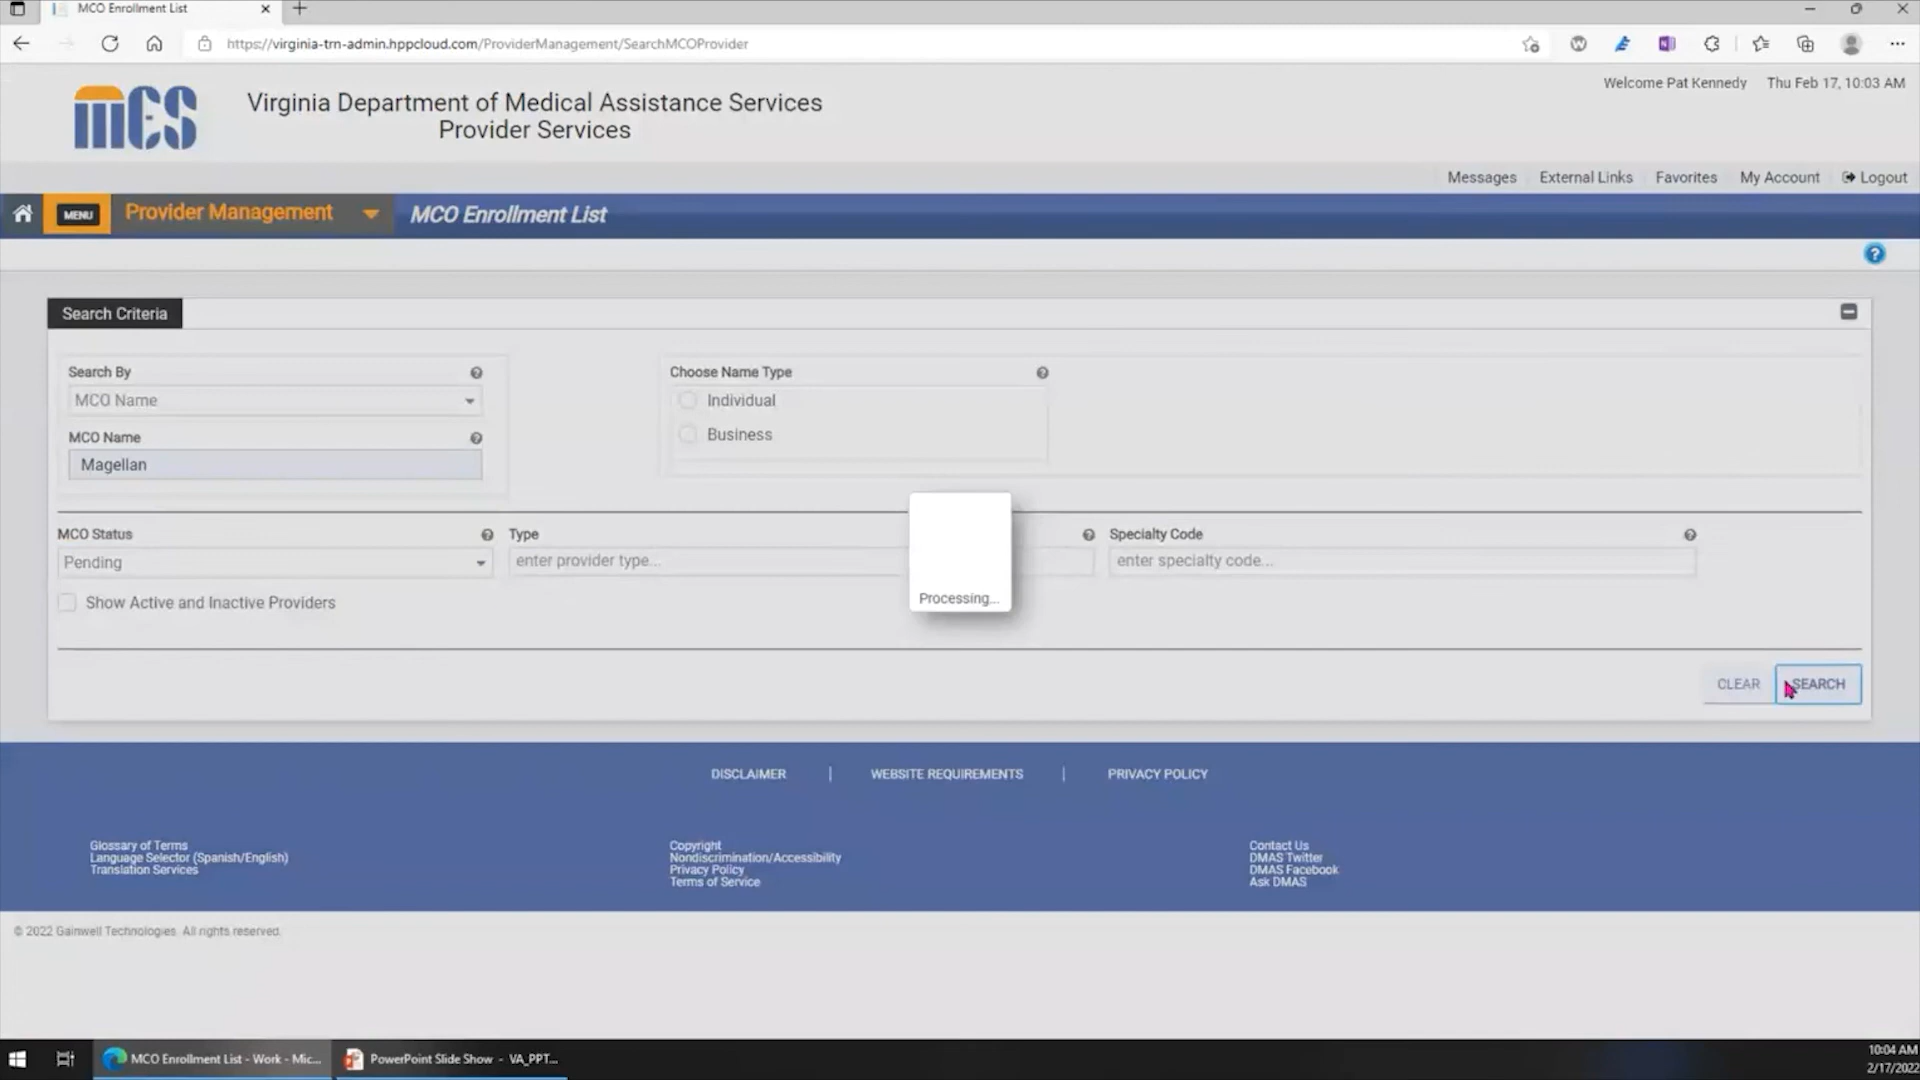 MCO Enrollment List
https://virginia-trn-admin.hppcloud.com/ProviderManagement/SearchMCOProvider
Welcome Pat Kennedy Thu Feb 17, 10:03 AM
mES
Virginia Department of Medical Assistance Services
Provider Services
Messages External Links Favorites My Account Logout
MENU Provider Management MCO Enrollment List
?
Search Criteria
Search By
MCO Name
MCO Name
Magellan
Choose Name Type
Individual
Business
MCO Status
Pending
Type
enter provider type...
Specialty Code
enter specialty code...
Show Active and Inactive Providers
Processing...
CLEAR SEARCH
DISCLAIMER | WEBSITE REQUIREMENTS | PRIVACY POLICY
Glossary of Terms
Language Selector (Spanish/English)
Translation Services
Copyright
Nondiscrimination/Accessibility
Privacy Policy
Terms of Service
Contact Us
DMAS Twitter
DMAS Facebook
Ask DMAS
© 2022 Gainwell Technologies. All rights reserved.
MCO Enrollment List - Work - Mic... PowerPoint Slide Show - VA_PPT...
10:04 AM
2/17/2022